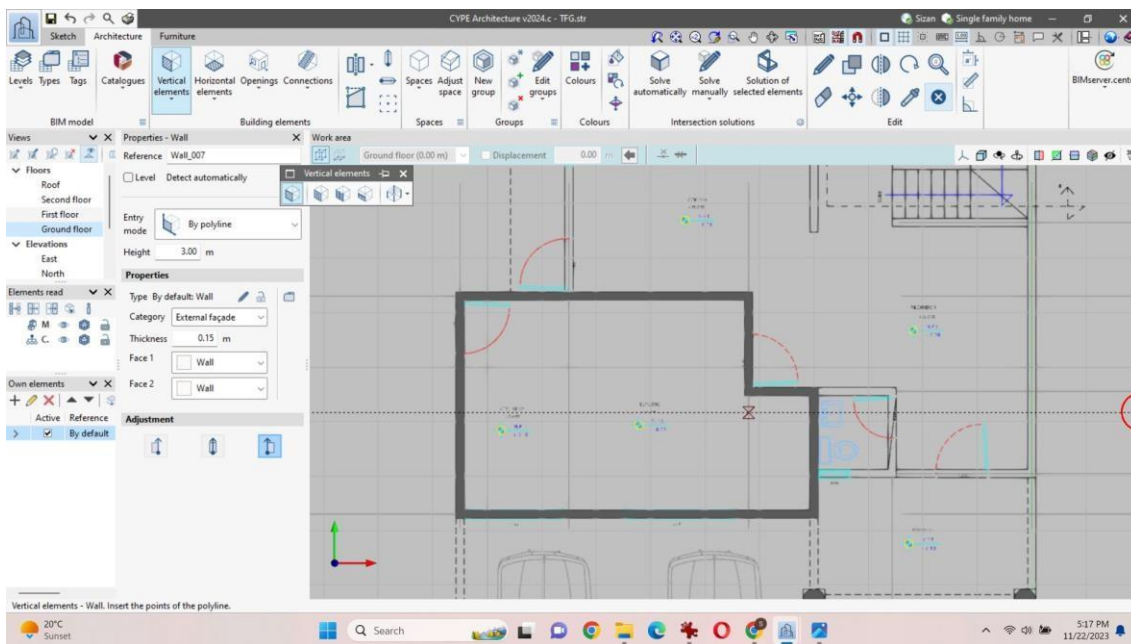 CYPE Architecture v2024.c - TFG.str
Sizan
Single family home
Sketch
Architecture
Furniture
Levels
Types
Tags
Catalogues
Vertical elements
Horizontal elements
Openings
Connections
Spaces
Adjust space
New group
Edit groups
Colours
Solve automatically
Solve manually
Solution of selected elements
BIMserver.cente
BIM model
Building elements
Spaces
Groups
Colours
Intersection solutions
Edit
Views
Floors
Roof
Second floor
First floor
Ground floor
Elevations
East
North
Elements read
M
C.
Own elements
Active Reference
By default
Properties - Wall
Reference Wall_007
Level Detect automatically
Entry mode By polyline
Height 3.00 m
Properties
Type By default: Wall
Category External façade
Thickness 0.15 m
Face 1 Wall
Face 2 Wall
Adjustment
Work area
Ground floor (0.00 m)
Displacement 0.00 m
Vertical elements
Vertical elements - Wall. Insert the points of the polyline.
20°C
Sunset
Search
5:17 PM
11/22/2023